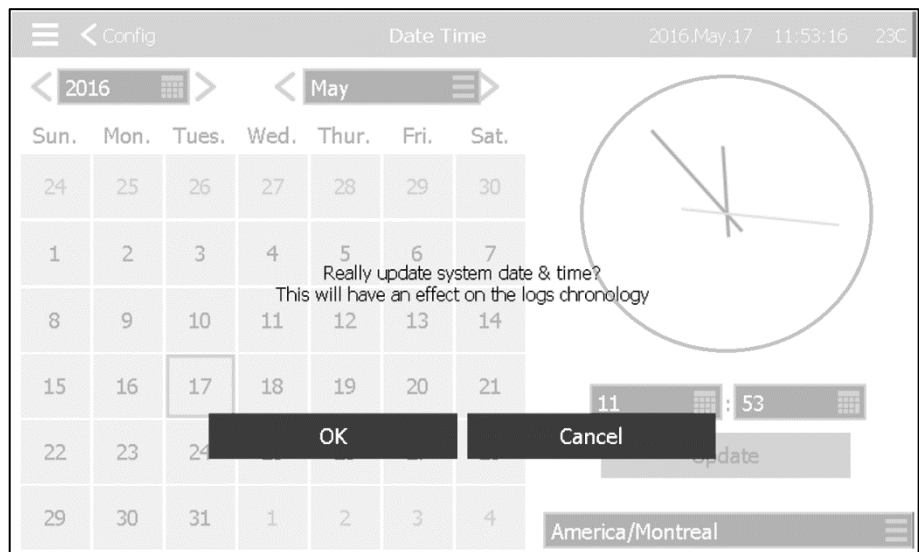 Config Date Time 2016.May.17 11:53:16 23C
2016 May
Sun. Mon. Tues. Wed. Thur. Fri. Sat.
24 25 26 27 28 29 30
1 2 3 4 5 6 7
Really update system date & time?
This will have an effect on the logs chronology
8 9 10 11 12 13 14
15 16 17 18 19 20 21
11 : 53
OK Cancel
22 23 24
Update
29 30 31 1 2 3 4
America/Montreal